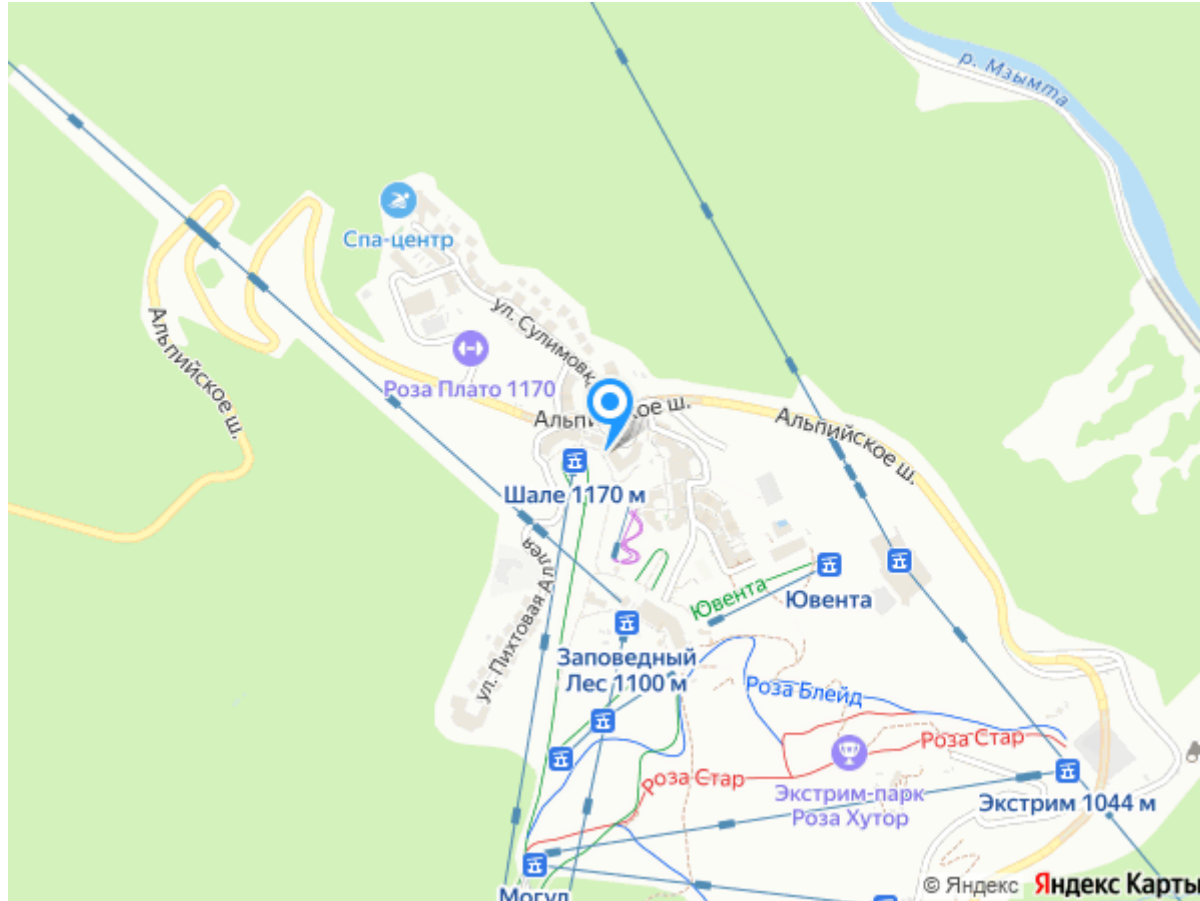 р. Мзымта
Спа-центр
Альпийское ш.
ул. Сулимовк
Роза Плато 1170
Альпийское ш.
Шале 1170 м
ул. Пихтовая Аллея
Ювента
Ювента
Заповедный
Лес 1100 м
Роза Блейд
Роза Стар
Роза Стар
Экстрим-парк
Роза Хутор
Экстрим 1044 м
Могул
© Яндекс Яндекс Карты